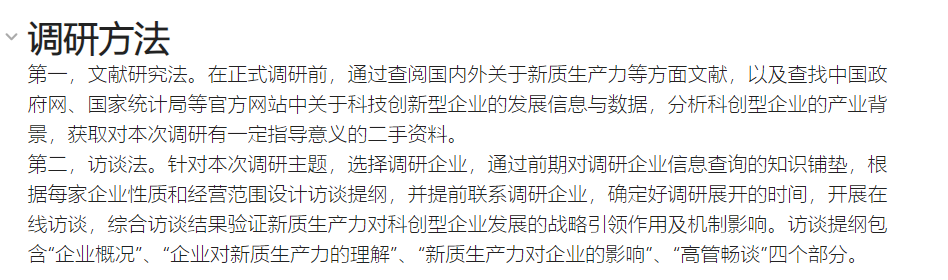 调研方法
第一，文献研究法。在正式调研前，通过查阅国内外关于新质生产力等方面文献，以及查找中国政
府网、国家统计局等官方网站中关于科技创新型企业的发展信息与数据，分析科创型企业的产业背
景，获取对本次调研有一定指导意义的二手资料。
第二，访谈法。针对本次调研主题，选择调研企业，通过前期对调研企业信息查询的知识铺垫，根
据每家企业性质和经营范围设计访谈提纲，并提前联系调研企业，确定好调研展开的时间，开展在
线访谈，综合访谈结果验证新质生产力对科创型企业发展的战略引领作用及机制影响。访谈提纲包
含“企业概况”、“企业对新质生产力的理解”、“新质生产力对企业的影响”、“高管畅谈“四个部分。